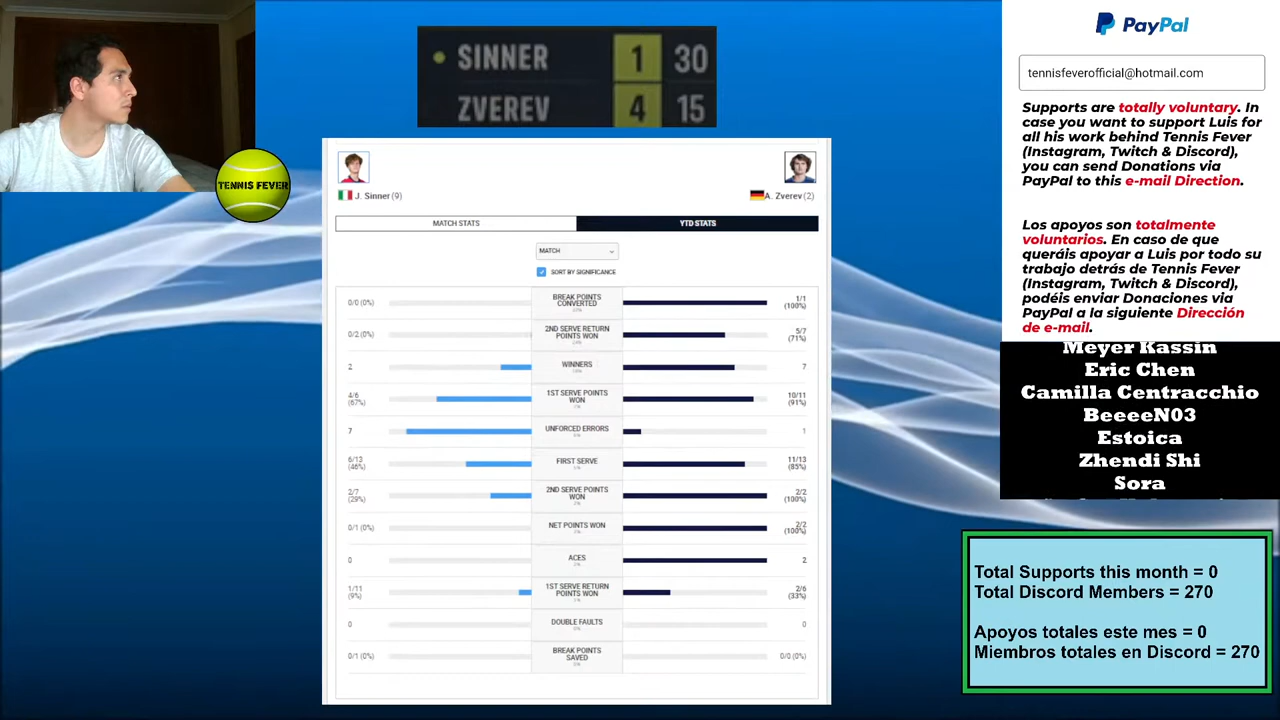 SINNER 1 30
ZVEREV 4 15
TENNIS FEVER
J. Sinner (9)
A. Zverev (2)
MATCH STATS
YTD STATS
MATCH
SORT BY SIGNIFICANCE
0/0 (0%)
BREAK POINTS
CONVERTED
1/1
(100%)
0/2 (0%)
2ND SERVE RETURN
POINTS WON
5/7
(71%)
2
WINNERS
7
4/6
(67%)
1ST SERVE POINTS
WON
10/11
(91%)
7
UNFORCED ERRORS
1
6/13
(46%)
FIRST SERVE
11/13
(85%)
2/7
(29%)
2ND SERVE POINTS
WON
2/2
(100%)
0/1 (0%)
NET POINTS WON
2/2
(100%)
0
ACES
2
1/11
(9%)
1ST SERVE RETURN
POINTS WON
2/6
(33%)
0
DOUBLE FAULTS
0
0/1 (0%)
BREAK POINTS
SAVED
0/0 (0%)
PayPal
tennisfeverofficial@hotmail.com
Supports are totally voluntary. In
case you want to support Luis for
all his work behind Tennis Fever
(Instagram, Twitch & Discord),
you can send Donations via
PayPal to this e-mail Direction.
Los apoyos son totalmente
voluntarios. En caso de que
queráis apoyar a Luis por todo su
trabajo detrás de Tennis Fever
(Instagram, Twitch & Discord),
podéis enviar Donaciones via
PayPal a la siguiente Dirección
de e-mail.
Meyer Kassin
Eric Chen
Camilla Centracchio
BeeeeN03
Estoica
Zhendi Shi
Sora
Total Supports this month = 0
Total Discord Members = 270
Apoyos totales este mes = 0
Miembros totales en Discord = 270